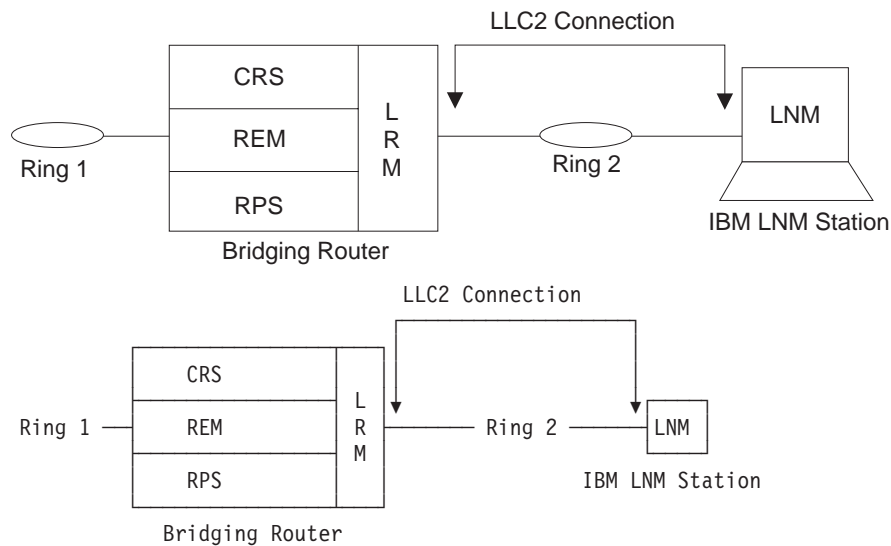 LLC2 Connection
CRS
REM
RPS
L
R
M
LNM
Ring 1
Ring 2
IBM LNM Station
Bridging Router
LLC2 Connection
CRS
REM
RPS
L
R
M
Ring 1
Ring 2
LNM
IBM LNM Station
Bridging Router